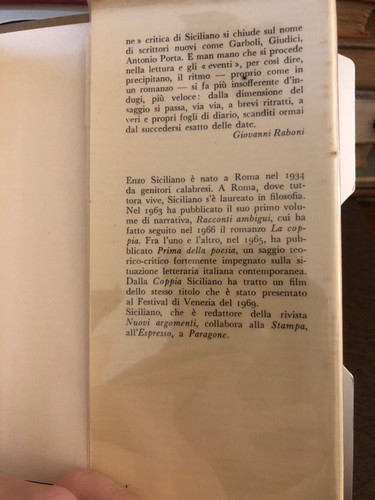 ne » critica di Siciliano si chiude sul nome
di scrittori nuovi come Garboli, Giudici,
Antonio Porta. E man mano che si procede
nella lettura e gli « eventi », per così dire,
precipitano, il ritmo — proprio come in
un romanzo — si fa più insofferente d'in-
dugi, più veloce: dalla dimensione del
saggio si passa, via via, a brevi ritratti, a
veri e propri fogli di diario, scanditi ormai
dal succedersi esatto delle date.
Giovanni Raboni
Enzo Siciliano è nato a Roma nel 1934
da genitori calabresi. A Roma, dove tut-
tora vive, Siciliano s'è laureato in filosofia.
Nel 1963 ha pubblicato il suo primo volu-
me di narrativa, Racconti ambigui, cui ha
fatto seguito nel 1966 il romanzo La cop-
pia. Fra l'uno e l'altro, nel 1965, ha pub-
blicato Prima della poesia, un saggio teo-
rico-critico fortemente impegnato sulla si-
tuazione letteraria italiana contemporanea.
Dalla Coppia Siciliano ha tratto un film
dello stesso titolo che è stato presentato
al Festival di Venezia del 1969.
Siciliano, che è redattore della rivista
Nuovi argomenti, collabora alla Stampa,
all'Espresso, a Paragone.